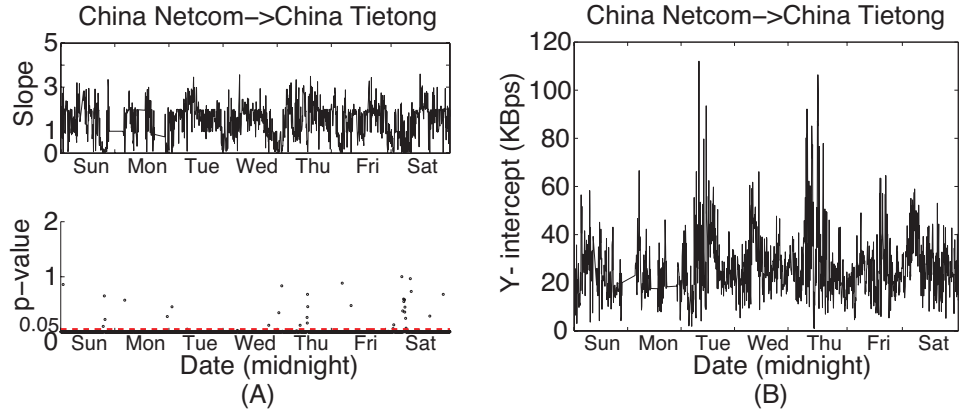 China Netcom->China Tietong
Slope
5
3
1
0
Sun Mon Tue Wed Thu Fri Sat
p-value
2
1
0.05
0
Sun Mon Tue Wed Thu Fri Sat
Date (midnight)
(A)
China Netcom->China Tietong
Y- intercept (KBps)
120
100
80
60
40
20
0
Sun Mon Tue Wed Thu Fri Sat
Date (midnight)
(B)